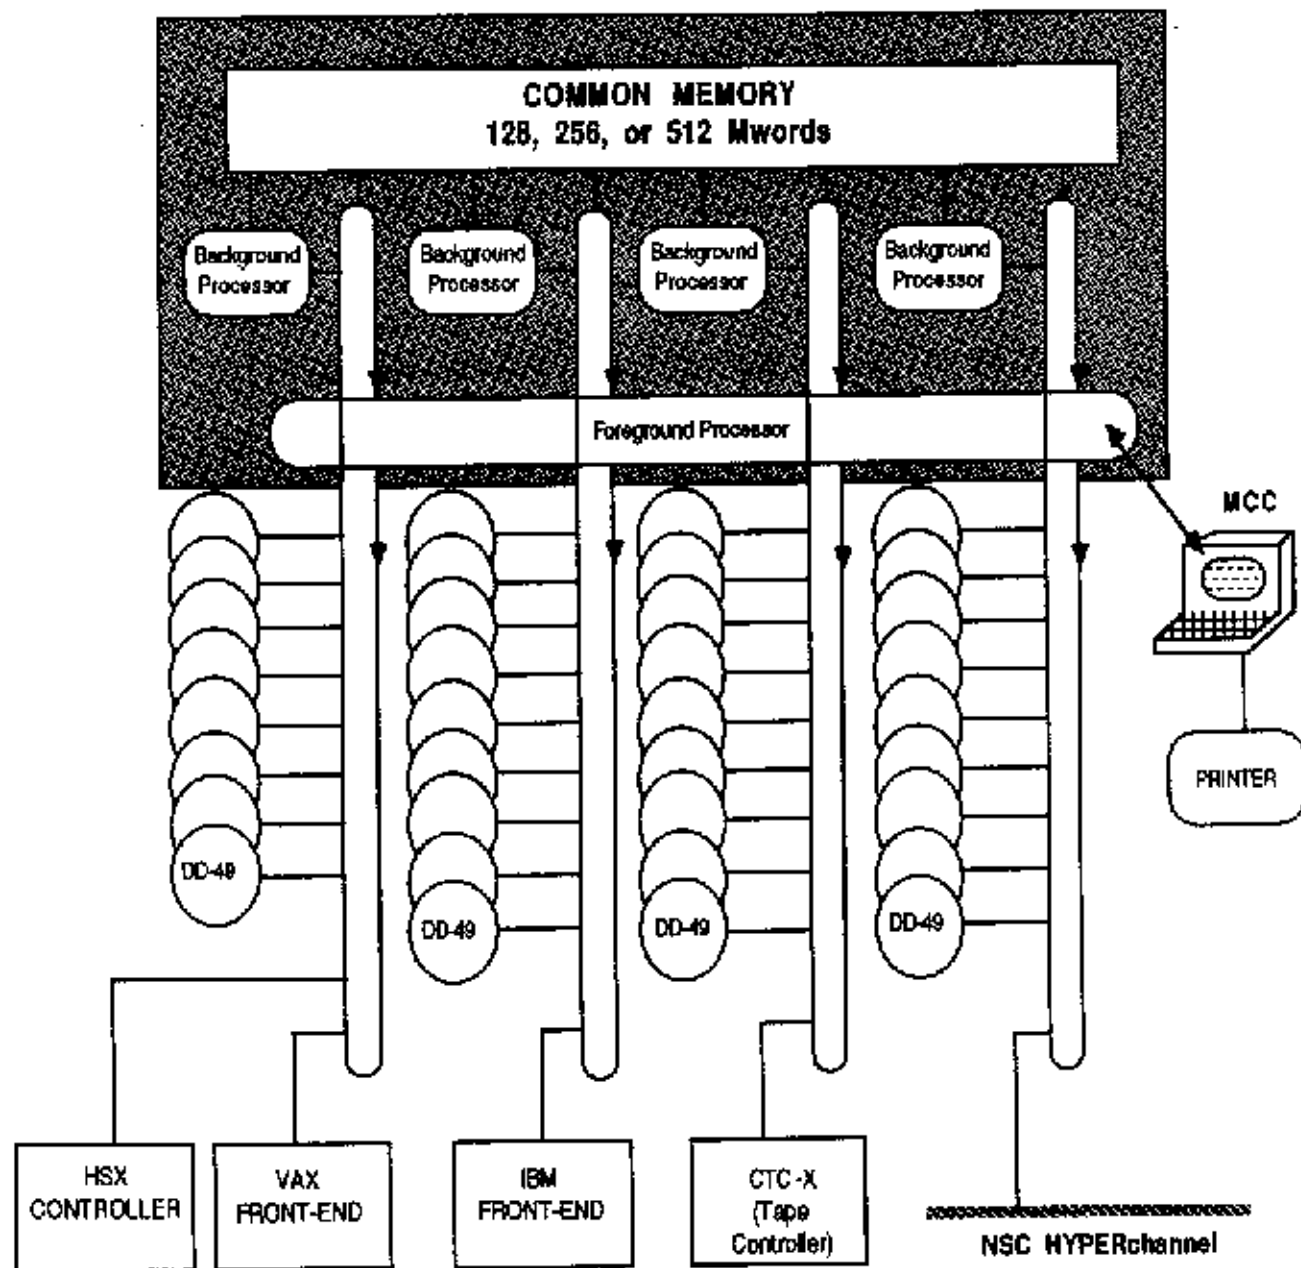 COMMON MEMORY
128, 256, or 512 Mwords
Background
Processor
Background
Processor
Background
Processor
Background
Processor
Foreground Processor
MCC
PRINTER
DD-49
DD-49
DD-49
DD-49
HSX
CONTROLLER
VAX
FRONT-END
IBM
FRONT-END
CTC-X
(Tape
Controller)
NSC HYPERchannel